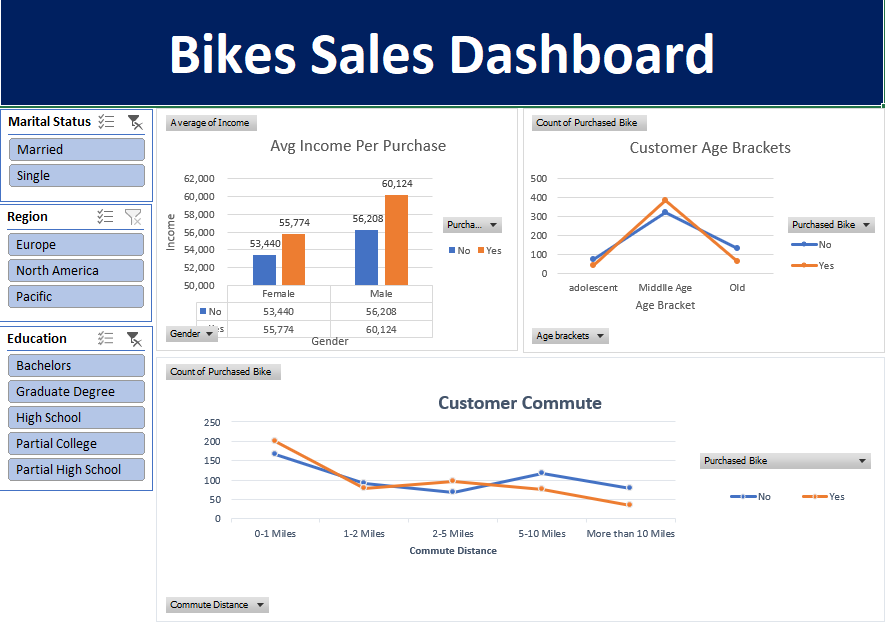 Bikes Sales Dashboard
Marital Status
Married
Single
Region
Europe
North America
Pacific
Education
Bachelors
Graduate Degree
High School
Partial College
Partial High School
Average of Income
Avg Income Per Purchase
Income
62,000
60,000
58,000
56,000
54,000
52,000
50,000
53,440
55,774
56,208
60,124
Female Male
No 53,440 56,208
55,774 60,124
Gender
Gender
Purcha...
No Yes
Count of Purchased Bike
Customer Age Brackets
500
400
300
200
100
0
adolescent Middlle Age Old
Age Bracket
Purchased Bike
No
Yes
Age brackets
Count of Purchased Bike
Customer Commute
250
200
150
100
50
0
0-1 Miles 1-2 Miles 2-5 Miles 5-10 Miles More than 10 Miles
Commute Distance
Purchased Bike
No Yes
Commute Distance